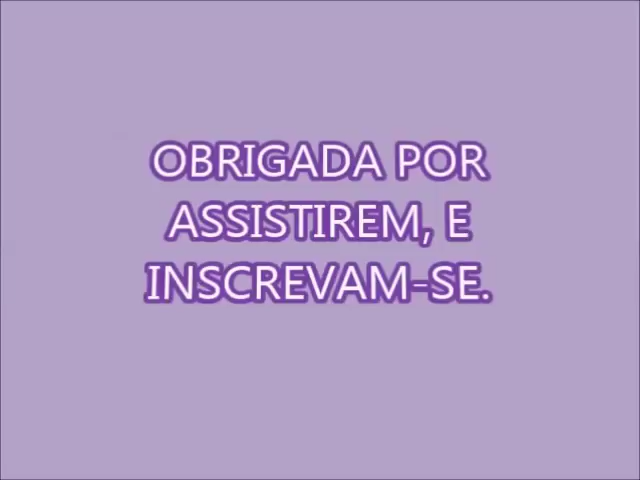 OBRIGADA POR
ASSISTIREM, E
INSCREVAM-SE.